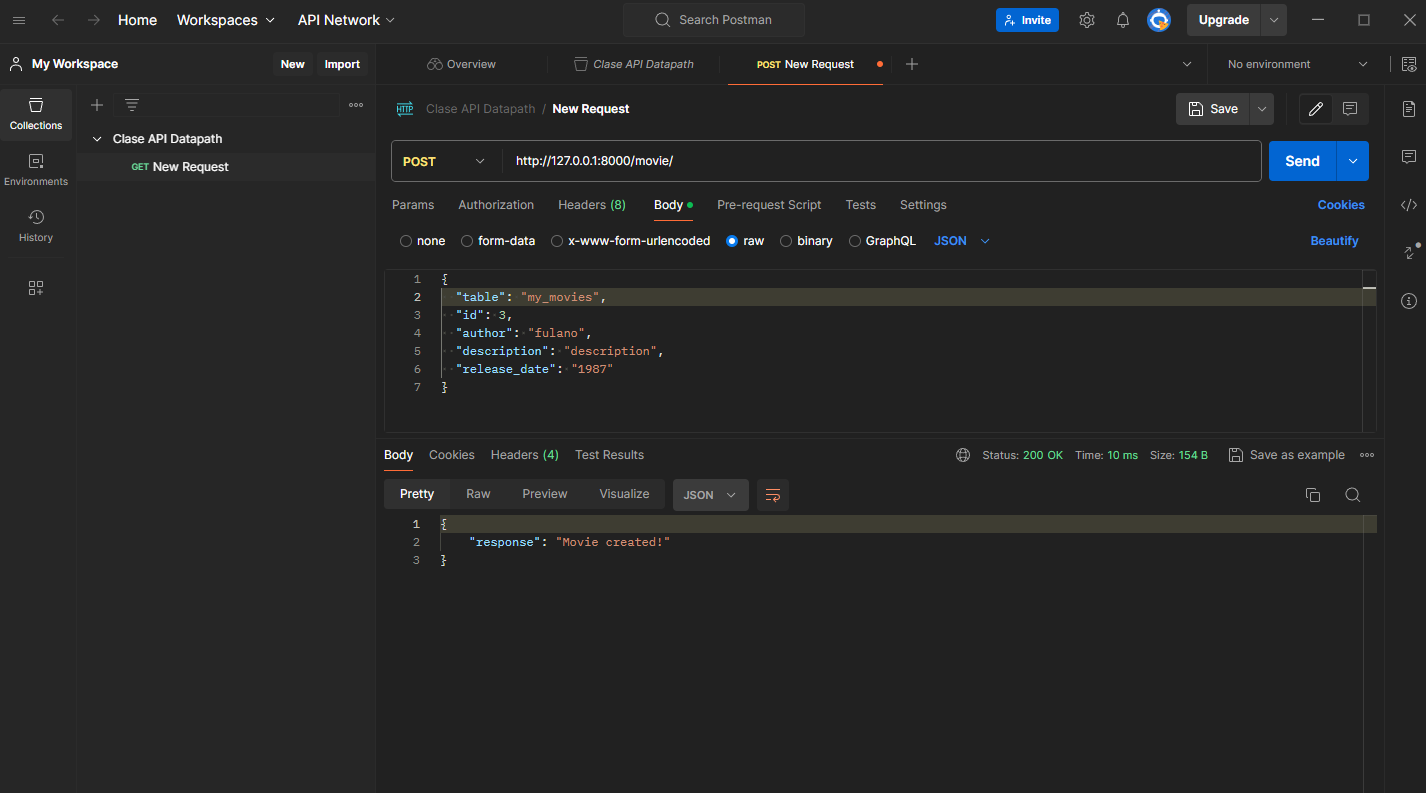 Home Workspaces API Network Search Postman Invite Upgrade
My Workspace New Import Overview Clase API Datapath POST New Request No environment
Collections
Environments
History
Clase API Datapath
GET New Request
HTTP Clase API Datapath / New Request Save
POST http://127.0.0.1:8000/movie/ Send
Params Authorization Headers (8) Body Pre-request Script Tests Settings Cookies
none form-data x-www-form-urlencoded raw binary GraphQL JSON Beautify
1 {
2 "table": "my_movies",
3 "id": 3,
4 "author": "fulano",
5 "description": "description",
6 "release_date": "1987"
7 }
Body Cookies Headers (4) Test Results Status: 200 OK Time: 10 ms Size: 154 B Save as example
Pretty Raw Preview Visualize JSON
1 {
2 "response": "Movie created!"
3 }